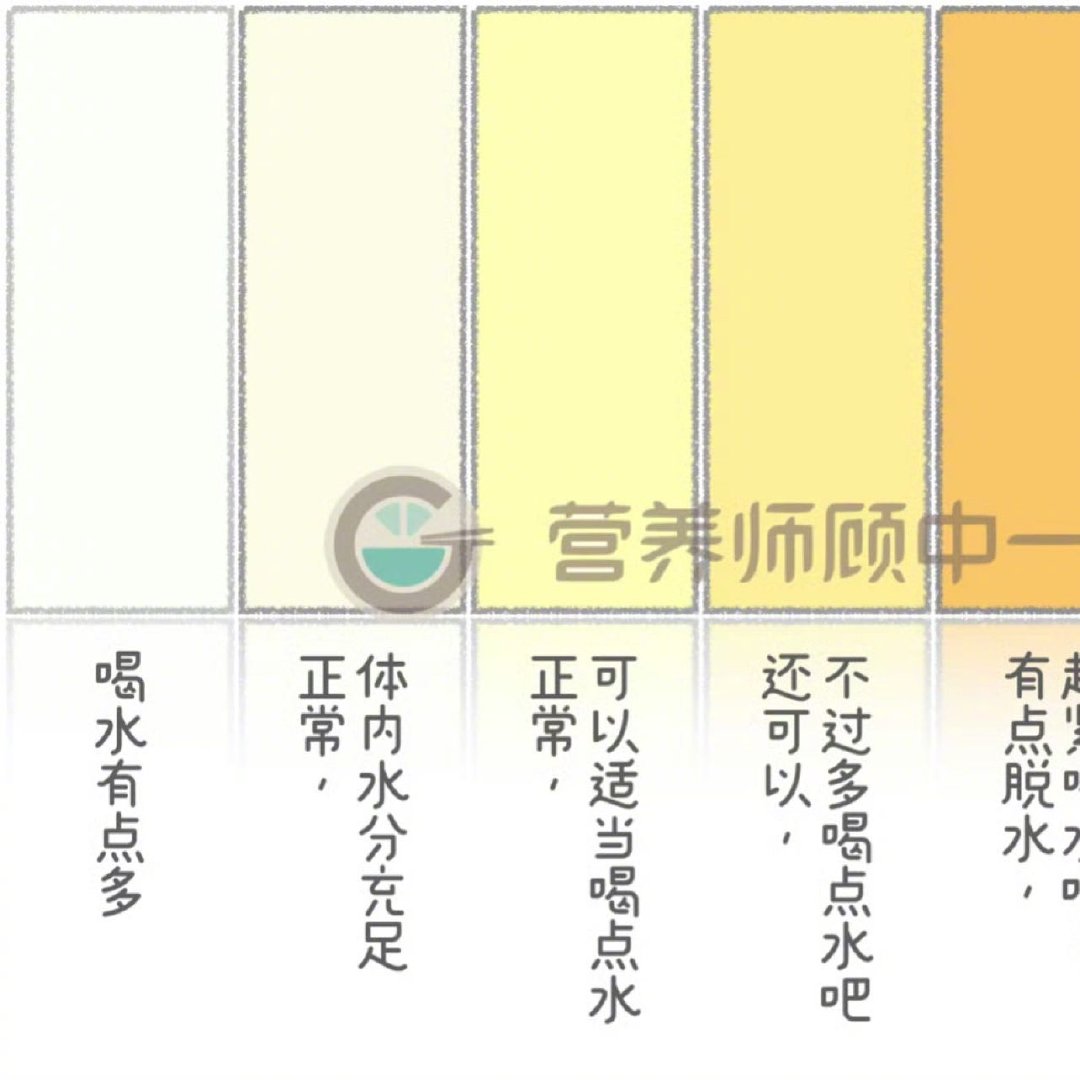 营养师顾中一
喝水有点多
正常，
体内水分充足
正常，
可以适当喝点水
还可以，
不过多喝点水吧
有点脱水，